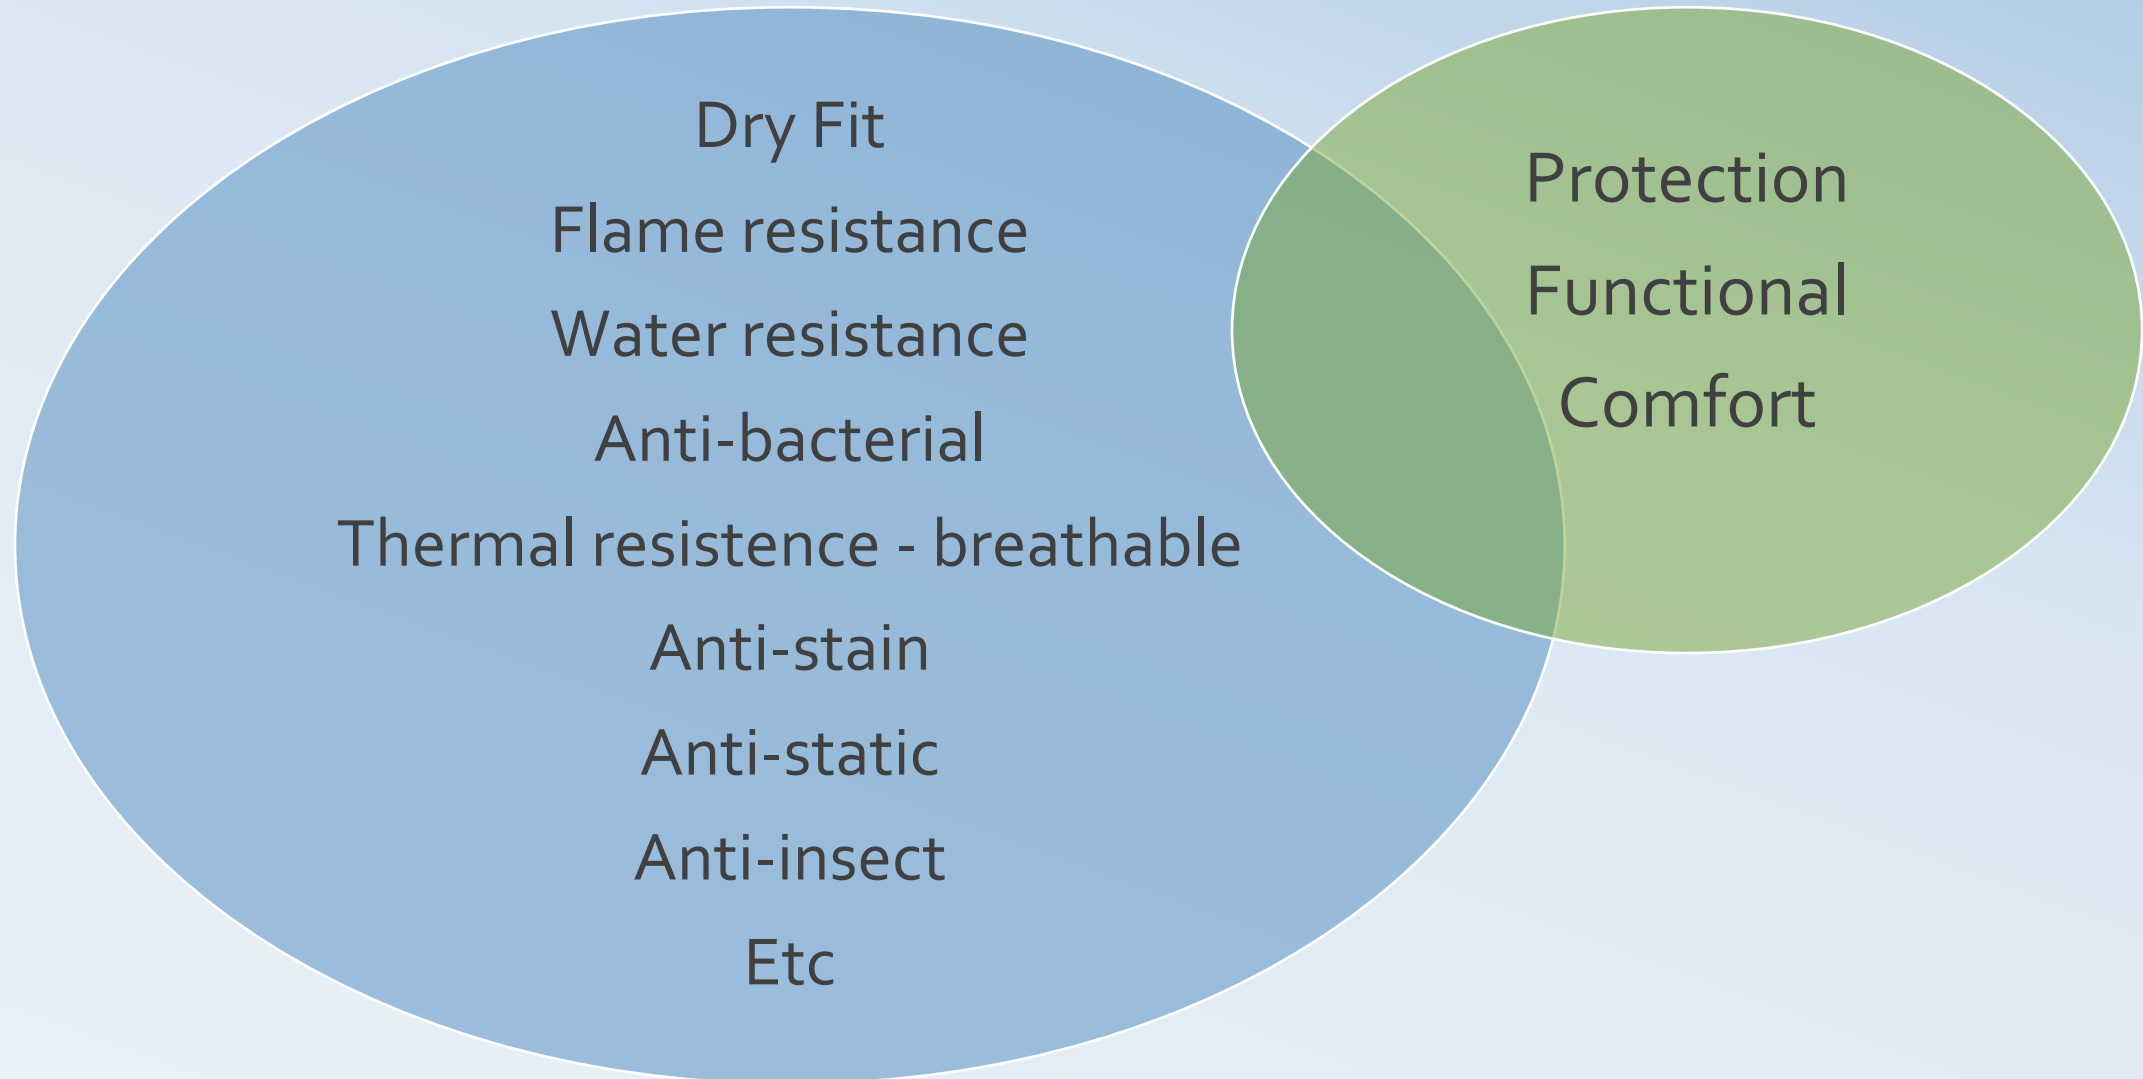 Dry Fit
Flame resistance
Water resistance
Anti-bacterial
Thermal resistence - breathable
Anti-stain
Anti-static
Anti-insect
Etc
Protection
Functional
Comfort